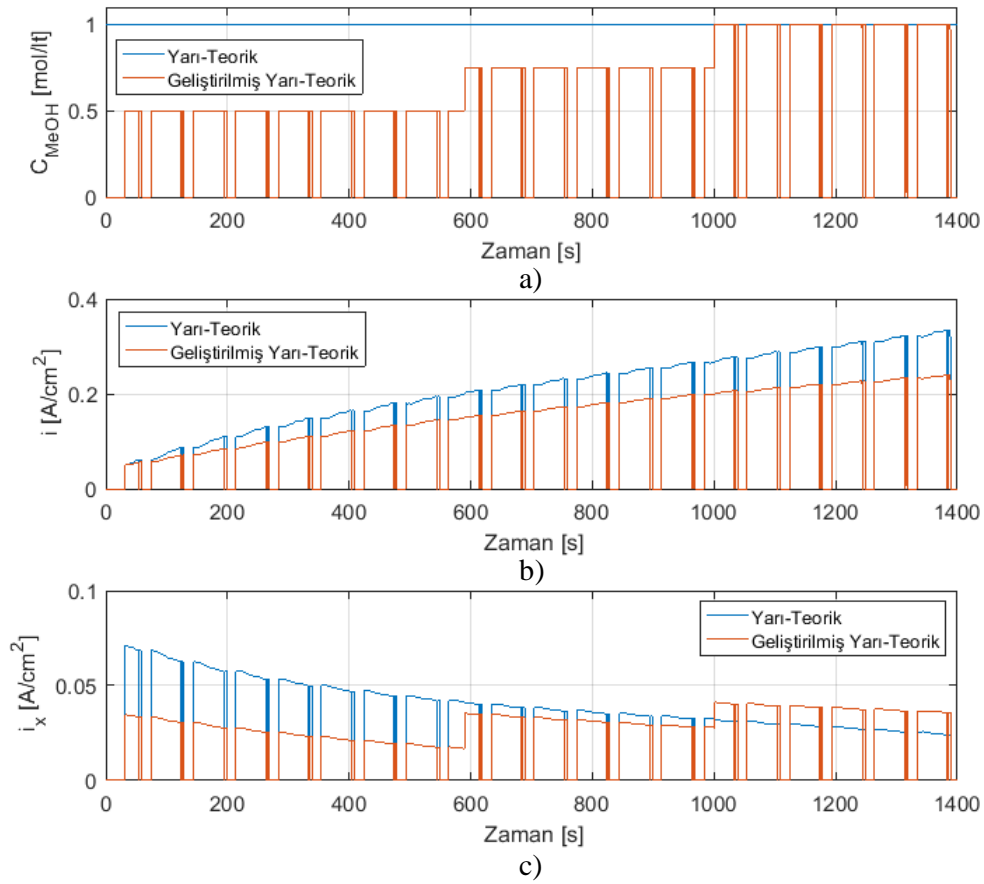 C_MeOH [mol/lt]
1
0.5
0
Yarı-Teorik
Geliştirilmiş Yarı-Teorik
0 200 400 600 800 1000 1200 1400
Zaman [s]
a)
i [A/cm^2]
0.4
0.2
0
Yarı-Teorik
Geliştirilmiş Yarı-Teorik
0 200 400 600 800 1000 1200 1400
Zaman [s]
b)
i_x [A/cm^2]
0.1
0.05
0
Yarı-Teorik
Geliştirilmiş Yarı-Teorik
0 200 400 600 800 1000 1200 1400
Zaman [s]
c)